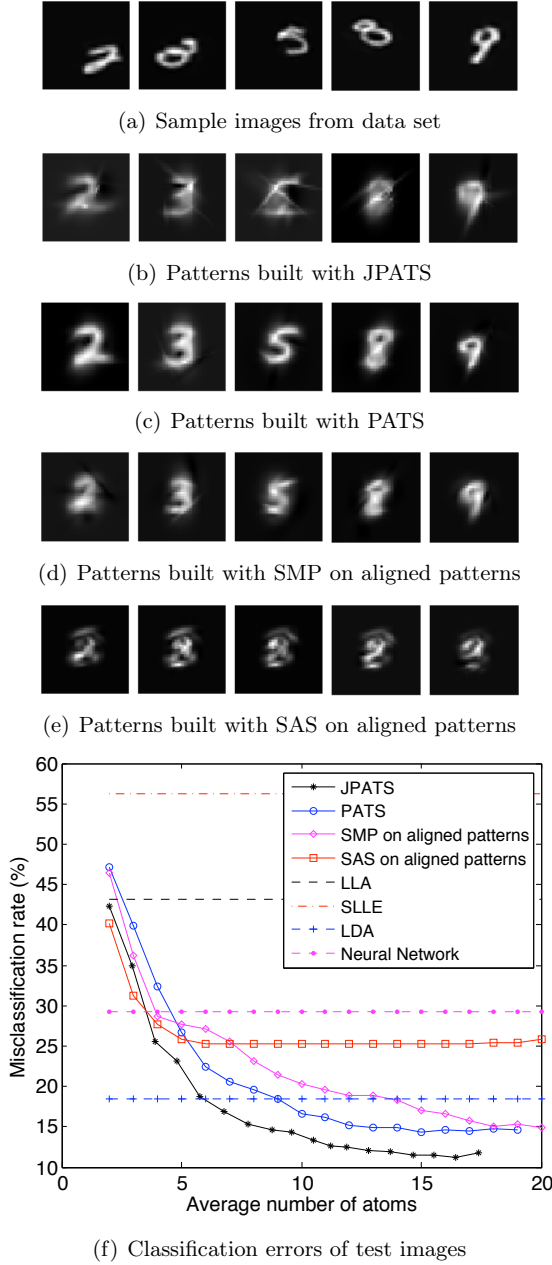 (a) Sample images from data set
(b) Patterns built with JPATS
(c) Patterns built with PATS
(d) Patterns built with SMP on aligned patterns
(e) Patterns built with SAS on aligned patterns
60
55
50
45
40
35
30
25
20
15
10
Misclassification rate (%)
JPATS
PATS
SMP on aligned patterns
SAS on aligned patterns
LLA
SLLE
LDA
Neural Network
0 5 10 15 20
Average number of atoms
(f) Classification errors of test images